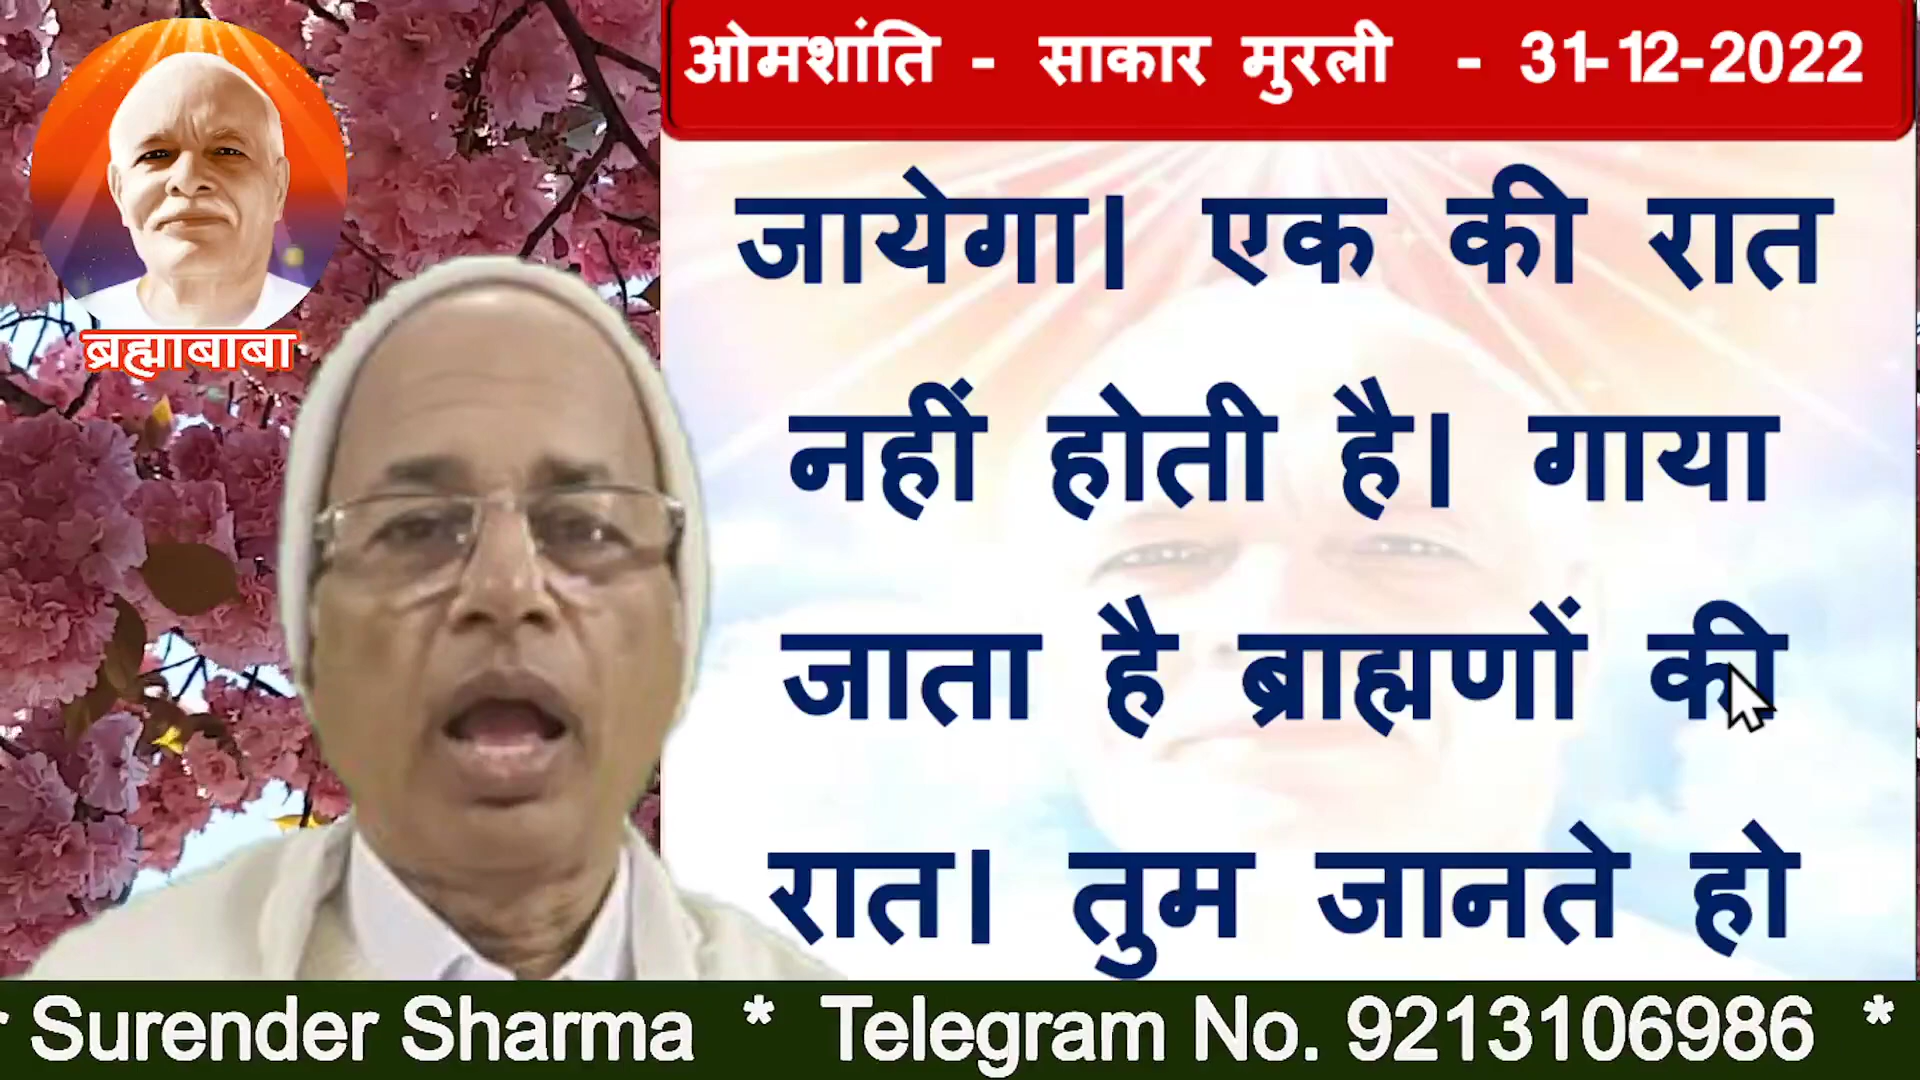 ओमशांति - साकार मुरली - 31-12-2022
ब्रह्माबाबा
जायेगा। एक की रात
नहीं होती है। गाया
जाता है ब्राह्मणों की
रात। तुम जानते हो
Surender Sharma * Telegram No. 9213106986 *